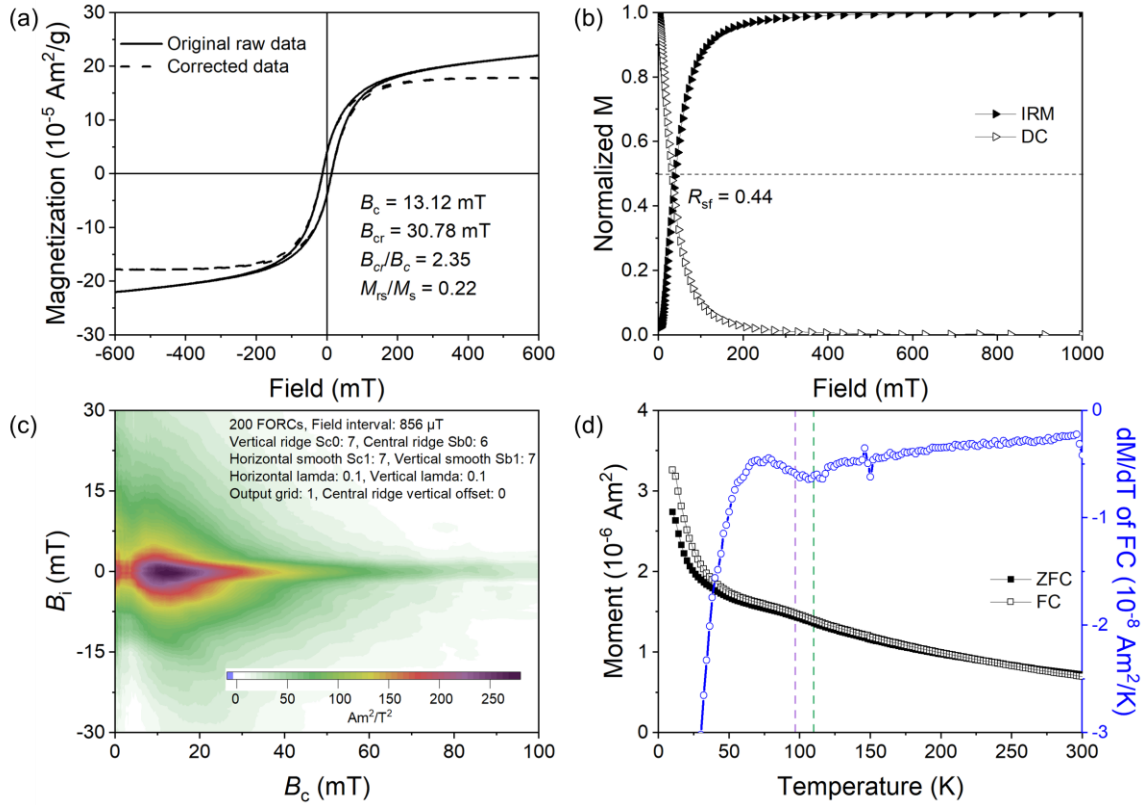 (a)
Original raw data
Corrected data
Magnetization (10⁻⁵ Am²/g)
30
20
10
0
-10
-20
-30
B_c = 13.12 mT
B_cr = 30.78 mT
B_cr/B_c = 2.35
M_rs/M_s = 0.22
-600 -400 -200 0 200 400 600
Field (mT)
(b)
Normalized M
1.0
0.8
0.6
0.4
0.2
0.0
IRM
DC
R_sf = 0.44
0 200 400 600 800 1000
Field (mT)
(c)
200 FORCs, Field interval: 856 µT
Vertical ridge Sc0: 7, Central ridge Sb0: 6
Horizontal smooth Sc1: 7, Vertical smooth Sb1: 7
Horizontal lamda: 0.1, Vertical lamda: 0.1
Output grid: 1, Central ridge vertical offset: 0
B_i (mT)
30
15
0
-15
-30
0 50 100 150 200 250
Am²/T²
0 20 40 60 80 100
B_c (mT)
(d)
Moment (10⁻⁶ Am²)
4
3
2
1
0
ZFC
FC
0
-1
-2
-3
dM/dT of FC (10⁻⁸ Am²/K)
0 50 100 150 200 250 300
Temperature (K)